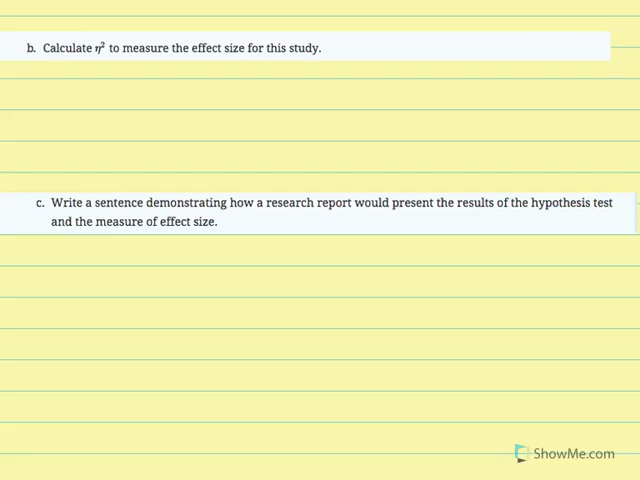 b. Calculate η² to measure the effect size for this study.
c. Write a sentence demonstrating how a research report would present the results of the hypothesis test
and the measure of effect size.
ShowMe.com